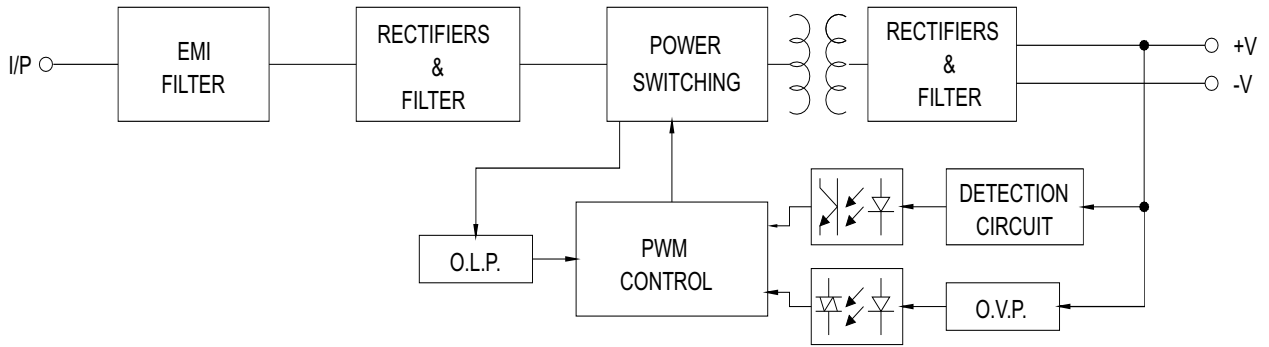 I/P
EMI
FILTER
RECTIFIERS
&
FILTER
POWER
SWITCHING
RECTIFIERS
&
FILTER
+V
-V
DETECTION
CIRCUIT
PWM
CONTROL
O.L.P.
O.V.P.